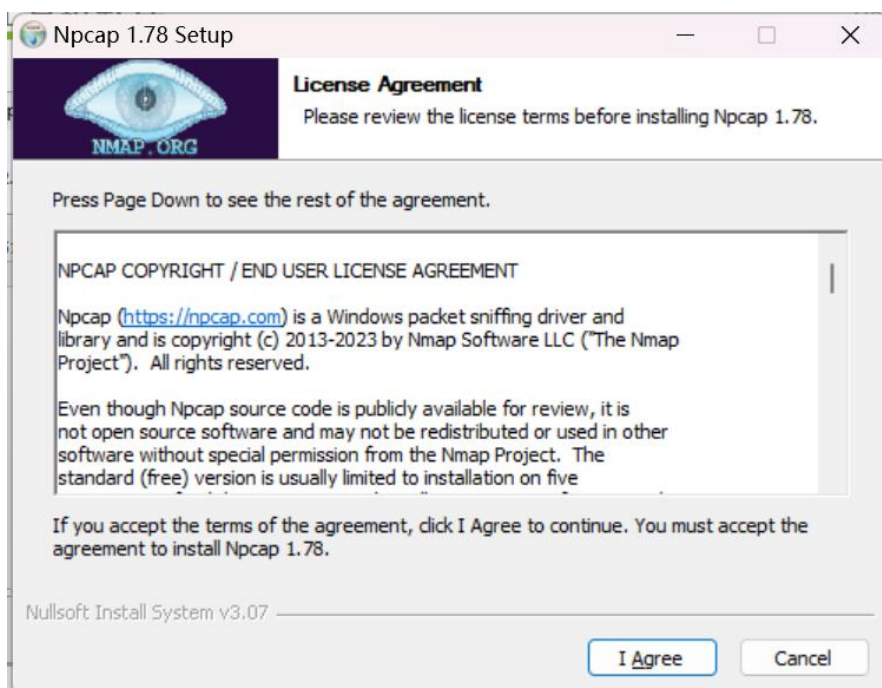 Npcap 1.78 Setup
NMAP.ORG
License Agreement
Please review the license terms before installing Npcap 1.78.
Press Page Down to see the rest of the agreement.
NPCAP COPYRIGHT / END USER LICENSE AGREEMENT
Npcap (https://npcap.com) is a Windows packet sniffing driver and
library and is copyright (c) 2013-2023 by Nmap Software LLC ("The Nmap
Project"). All rights reserved.
Even though Npcap source code is publicly available for review, it is
not open source software and may not be redistributed or used in other
software without special permission from the Nmap Project. The
standard (free) version is usually limited to installation on five
If you accept the terms of the agreement, click I Agree to continue. You must accept the
agreement to install Npcap 1.78.
Nullsoft Install System v3.07
I Agree
Cancel